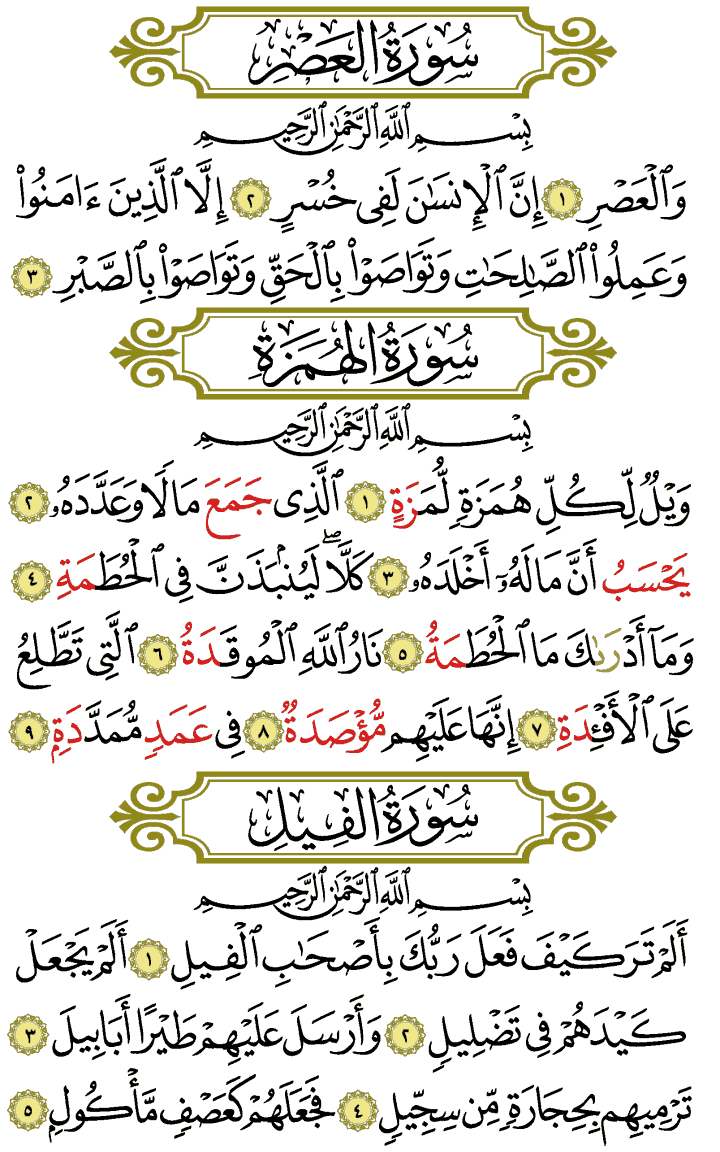 سُورَةُ العَصْرِ
بِسْمِ ٱللَّهِ ٱلرَّحْمَٰنِ ٱلرَّحِيمِ
وَٱلْعَصْرِ ١ إِنَّ ٱلْإِنسَٰنَ لَفِى خُسْرٍ ٢ إِلَّا ٱلَّذِينَ ءَامَنُوا۟
وَعَمِلُوا۟ ٱلصَّٰلِحَٰتِ وَتَوَاصَوْا۟ بِٱلْحَقِّ وَتَوَاصَوْا۟ بِٱلصَّبْرِ ٣
سُورَةُ الهُمَزَةِ
بِسْمِ ٱللَّهِ ٱلرَّحْمَٰنِ ٱلرَّحِيمِ
وَيْلٌ لِّكُلِّ هُمَزَةٍ لُّمَزَةٍ ١ ٱلَّذِى جَمَعَ مَالًا وَعَدَّدَهُۥ ٢
يَحْسَبُ أَنَّ مَالَهُۥٓ أَخْلَدَهُۥ ٣ كَلَّا ۖ لَيُنۢبَذَنَّ فِى ٱلْحُطَمَةِ ٤
وَمَآ أَدْرَىٰكَ مَا ٱلْحُطَمَةُ ٥ نَارُ ٱللَّهِ ٱلْمُوقَدَةُ ٦ ٱلَّتِى تَطَّلِعُ
عَلَى ٱلْأَفْـِٔدَةِ ٧ إِنَّهَا عَلَيْهِم مُّؤْصَدَةٌ ٨ فِى عَمَدٍ مُّمَدَّدَةٍۭ ٩
سُورَةُ الفِيلِ
بِسْمِ ٱللَّهِ ٱلرَّحْمَٰنِ ٱلرَّحِيمِ
أَلَمْ تَرَ كَيْفَ فَعَلَ رَبُّكَ بِأَصْحَٰبِ ٱلْفِيلِ ١ أَلَمْ يَجْعَلْ
كَيْدَهُمْ فِى تَضْلِيلٍ ٢ وَأَرْسَلَ عَلَيْهِمْ طَيْرًا أَبَابِيلَ ٣
تَرْمِيهِم بِحِجَارَةٍ مِّن سِجِّيلٍ ٤ فَجَعَلَهُمْ كَعَصْفٍ مَّأْكُولٍۭ ٥